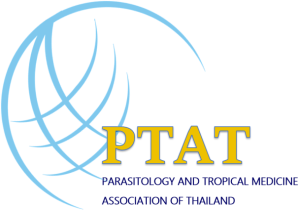 PTAT
PARASITOLOGY AND TROPICAL MEDICINE
ASSOCIATION OF THAILAND